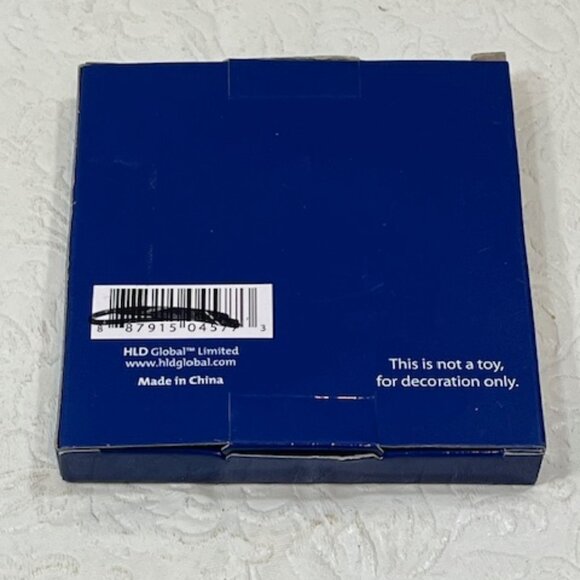 8 87915 04577 3
HLD Global™ Limited
www.hldglobal.com
Made in China
This is not a toy,
for decoration only.